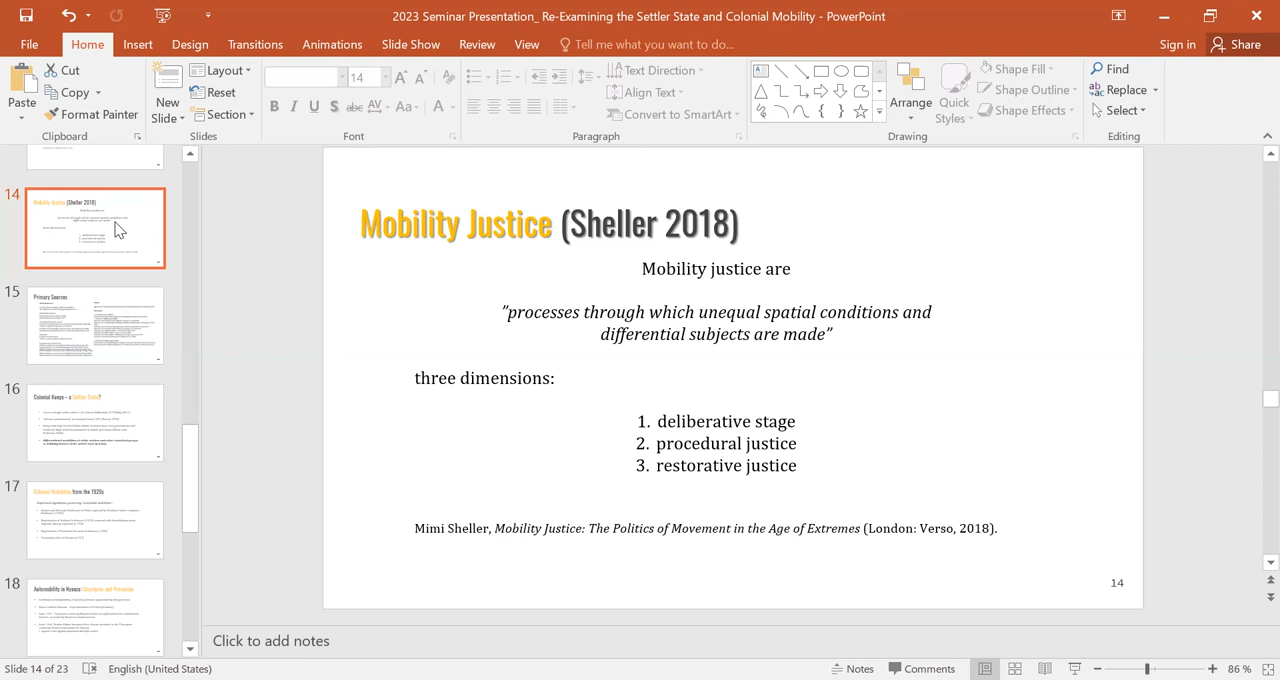 2023 Seminar Presentation_ Re-Examining the Settler State and Colonial Mobility - PowerPoint
File Home Insert Design Transitions Animations Slide Show Review View Tell me what you want to do... Sign in Share
Paste
Cut
Copy
Format Painter
Clipboard
New Slide
Layout
Reset
Section
Slides
14
Font
Text Direction
Align Text
Convert to SmartArt
Paragraph
Arrange
Quick Styles
Shape Fill
Shape Outline
Shape Effects
Drawing
Find
Replace
Select
Editing
14
Mobility Justice (Sheller 2018)
15
Primary Sources
16
Colonial Kenya – a Settler State?
17
Colonial Mobilities from the 1920s
18
Automobility in Nyanza: Structures and Provision
Mobility Justice (Sheller 2018)
Mobility justice are
"processes through which unequal spatial conditions and
differential subjects are made”
three dimensions:
1. deliberative stage
2. procedural justice
3. restorative justice
Mimi Sheller, Mobility Justice: The Politics of Movement in the Age of Extremes (London: Verso, 2018).
14
Click to add notes
Slide 14 of 23 English (United States) Notes Comments 86 %